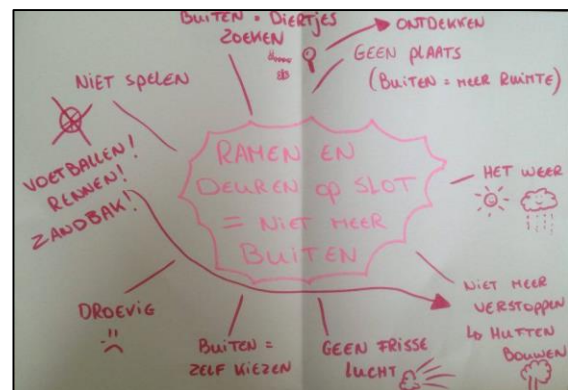 BUITEN = DIERTJES
ZOEKEN
ONTDEKKEN
GEEN PLAATS
(BUITEN = MEER RUIMTE)
NIET SPELEN
VOETBALLEN!
RENNEN!
ZANDBAK!
RAMEN EN
DEUREN OP SLOT
= NIET MEER
BUITEN
HET WEER
NIET MEER
VERSTOPPEN
↳ HUTTEN
BOUWEN
DROEVIG
BUITEN =
ZELF KIEZEN
GEEN FRISSE
LUCHT